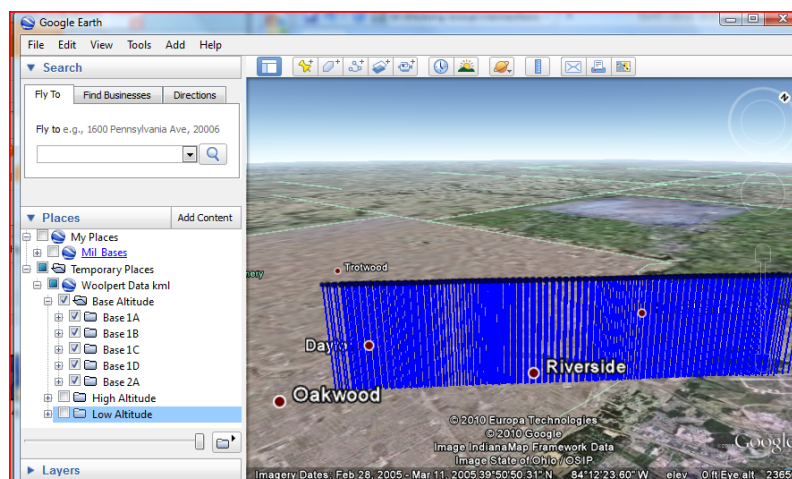 Google Earth
File Edit View Tools Add Help
Search
Fly To Find Businesses Directions
Fly to e.g., 1600 Pennsylvania Ave, 20006
Places Add Content
My Places
Mil_Bases
Temporary Places
Woolpert Data kml
Base Altitude
Base 1A
Base 1B
Base 1C
Base 1D
Base 2A
High Altitude
Low Altitude
Layers
N
Trotwood
Riverside
Oakwood
© 2010 Europa Technologies
© 2010 Google
Image IndianaMap Framework Data
Image State of Ohio / OSIP
Google
Imagery Dates: Feb 28, 2005 - Mar 11, 2005 39°50'50.31" N 84°12'23.60" W elev 0 ft Eye alt 2365